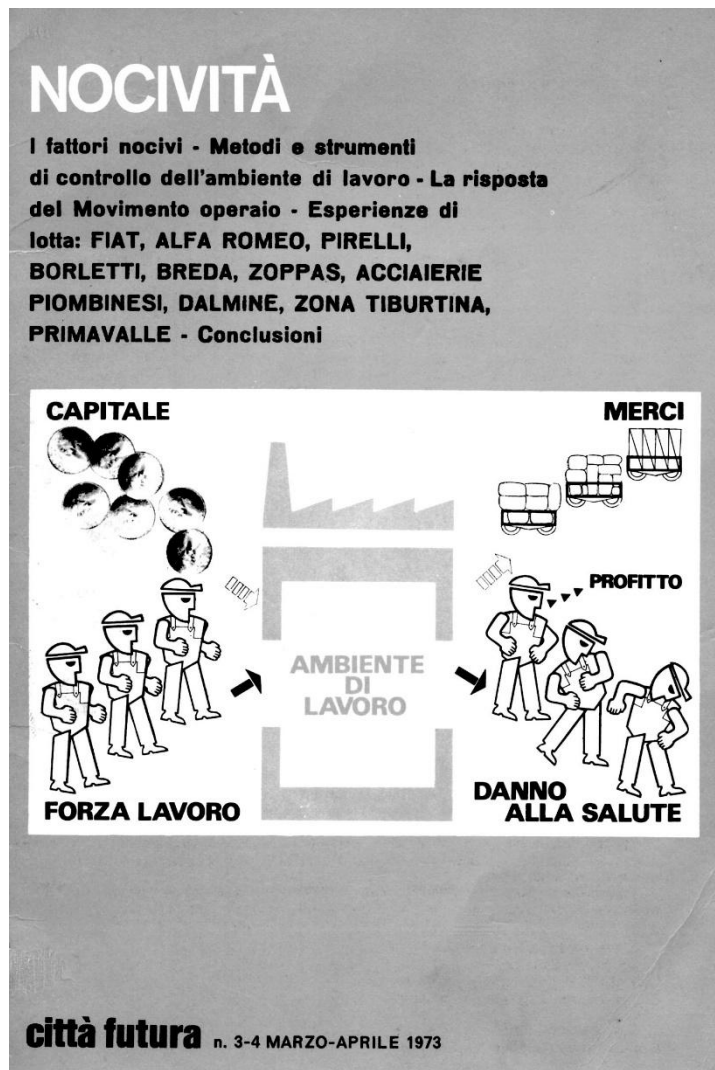 NOCIVITÀ
I fattori nocivi - Metodi e strumenti
di controllo dell'ambiente di lavoro - La risposta
del Movimento operaio - Esperienze di
lotta: FIAT, ALFA ROMEO, PIRELLI,
BORLETTI, BREDA, ZOPPAS, ACCIAIERIE
PIOMBINESI, DALMINE, ZONA TIBURTINA,
PRIMAVALLE - Conclusioni
CAPITALE
MERCI
PROFITTO
AMBIENTE
DI
LAVORO
FORZA LAVORO
DANNO
ALLA SALUTE
città futura n. 3-4 MARZO-APRILE 1973